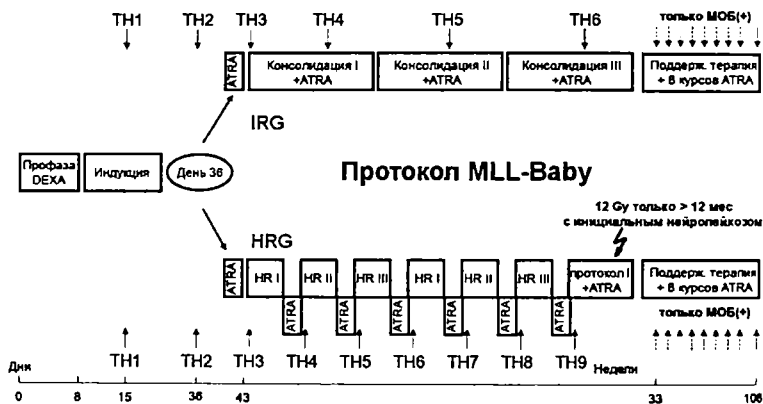 TH1 TH2 TH3 TH4 TH5 TH6 только МОБ(+)
ATRA
Консолидация I
+ATRA
Консолидация II
+ATRA
Консолидация III
+ATRA
Поддерж. терапия
+ 6 курсов ATRA
IRG
Профаза
DEXA
Индукция
День 36
Протокол MLL-Baby
12 Gy только > 12 мес
с инициальным нейролейкозом
HRG
ATRA
HR I
HR II
HR III
HR I
HR II
HR III
протокол I
+ATRA
Поддерж. терапия
+ 6 курсов ATRA
ATRA
ATRA
ATRA
ATRA
ATRA
ATRA
только МОБ(+)
TH1 TH2 TH3 TH4 TH5 TH6 TH7 TH8 TH9
Дни
Недели
0 8 15 36 43 33 106